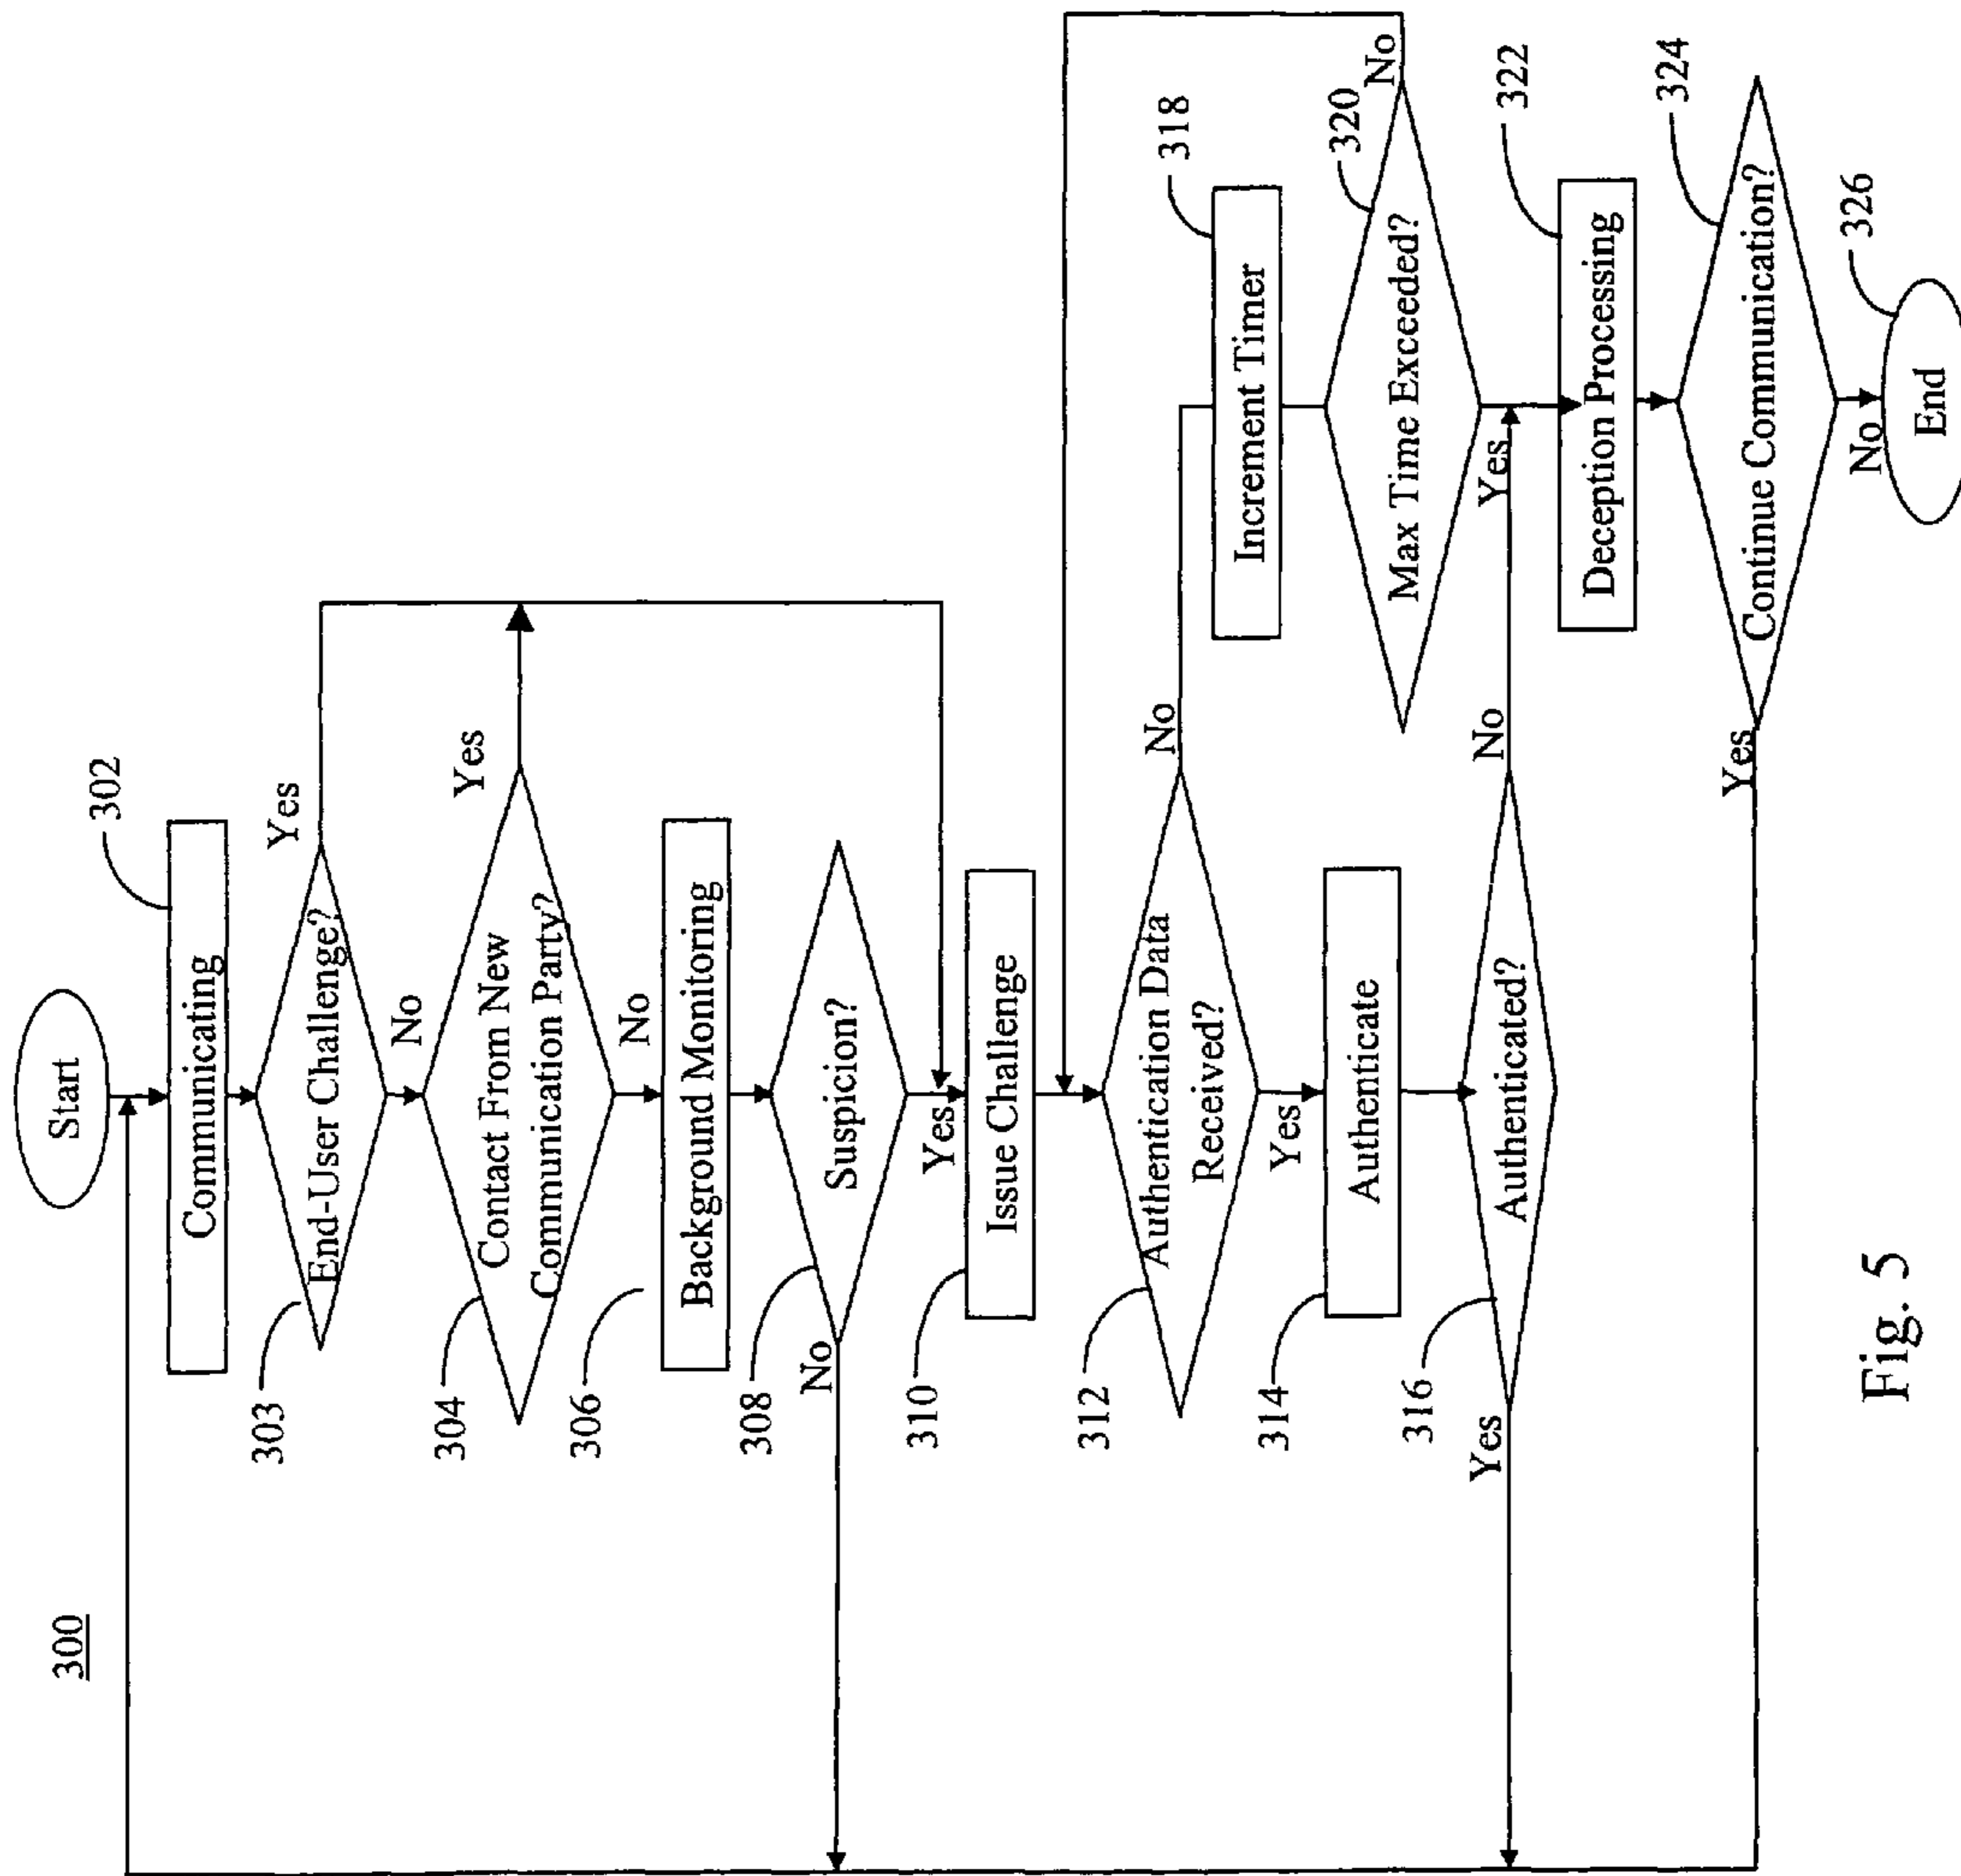 300
Start
302
Communicating
303
End-User Challenge?
Yes
No
304
Contact From New
Communication Party?
Yes
No
306
Background Monitoring
308
Suspicion?
No
Yes
310
Issue Challenge
312
Authentication Data
Received?
No
Yes
318
Increment Timer
314
Authenticate
320
Max Time Exceeded?
No
Yes
316
Authenticated?
Yes
No
322
Deception Processing
324
Continue Communication?
Yes
No
326
End
Fig. 5